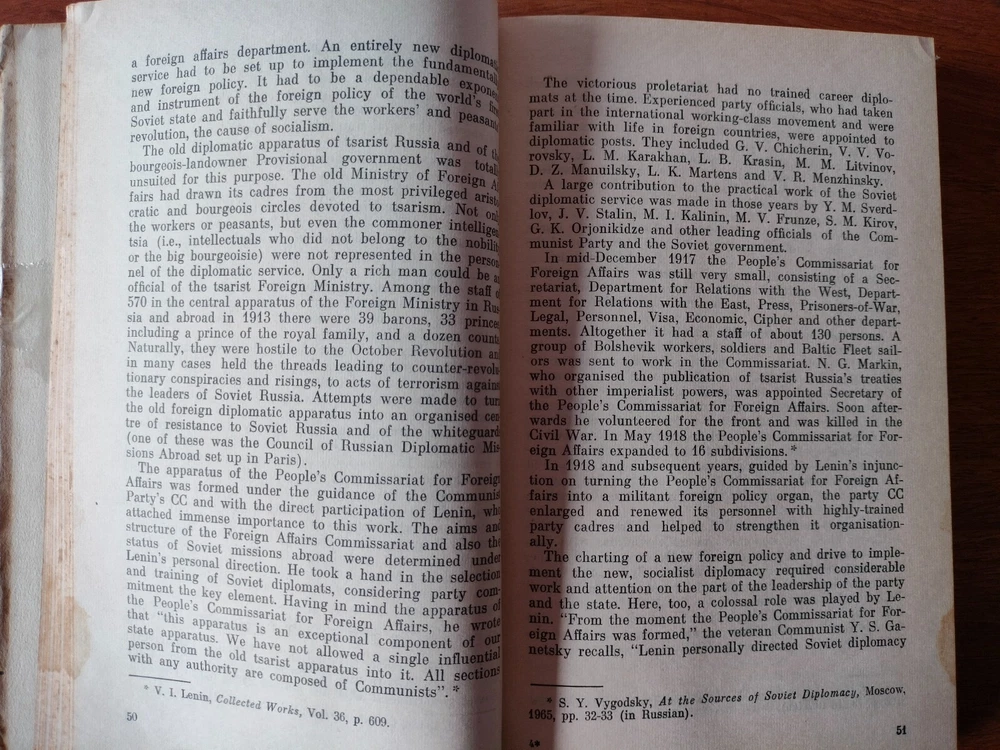 a foreign affairs department. An entirely new
service had to be set up to implement the
new foreign policy. It had to be a dependable
and instrument of the foreign policy of the world's
Soviet state and faithfully serve the workers' and
revolution, the cause of socialism.
The old diplomatic apparatus of tsarist Russia and of
bourgeois-landowner Provisional government was
unsuited for this purpose. The old Ministry of Foreign
fairs had drawn its cadres from the most privileged
cratic and bourgeois circles devoted to tsarism. Not
the workers or peasants, but even the commoner
tsia (i.e., intellectuals who did not belong to the
or the big bourgeoisie) were not represented in the
nel of the diplomatic service. Only a rich man could be
official of the tsarist Foreign Ministry. Among the staff
570 in the central apparatus of the Foreign Ministry in Rus-
sia and abroad in 1913 there were 39 barons, 33
including a prince of the royal family, and a dozen
Naturally, they were hostile to the October Revolution
in many cases held the threads leading to counter-revolu-
tionary conspiracies and risings, to acts of terrorism
the leaders of Soviet Russia. Attempts were made to
the old foreign diplomatic apparatus into an organised cen-
tre of resistance to Soviet Russia and of the whiteguards
(one of these was the Council of Russian Diplomatic Mis-
sions Abroad set up in Paris).
The apparatus of the People's Commissariat for Foreign
Affairs was formed under the guidance of the Communist
Party's CC and with the direct participation of Lenin, who
attached immense importance to this work. The aims and
structure of the Foreign Affairs Commissariat and also the
status of Soviet missions abroad were determined under
Lenin's personal direction. He took a hand in the selection
and training of Soviet diplomats, considering party com-
mitment the key element. Having in mind the apparatus of
the People's Commissariat for Foreign Affairs, he wrote
that "this apparatus is an exceptional component of our
state apparatus. We have not allowed a single influential
person from the old tsarist apparatus into it. All sections
with any authority are composed of Communists".*
* V. I. Lenin, Collected Works, Vol. 36, p. 609.
50
The victorious proletariat had no trained career diplo-
mats at the time. Experienced party officials, who had taken
part in the international working-class movement and were
familiar with life in foreign countries, were appointed to
diplomatic posts. They included G. V. Chicherin, V. V. Vo-
rovsky, L. M. Karakhan, L. B. Krasin, M. M. Litvinov,
D. Z. Manuilsky, L. K. Martens and V. R. Menzhinsky.
A large contribution to the practical work of the Soviet
diplomatic service was made in those years by Y. M. Sverd-
lov, J. V. Stalin, M. I. Kalinin, M. V. Frunze, S. M. Kirov,
G. K. Orjonikidze and other leading officials of the Com-
munist Party and the Soviet government.
In mid-December 1917 the People's Commissariat for
Foreign Affairs was still very small, consisting of a Sec-
retariat, Department for Relations with the West, Depart-
ment for Relations with the East, Press, Prisoners-of-War,
Legal, Personnel, Visa, Economic, Cipher and other depart-
ments. Altogether it had a staff of about 130 persons. A
group of Bolshevik workers, soldiers and Baltic Fleet sail-
ors was sent to work in the Commissariat. N. G. Markin,
who organised the publication of tsarist Russia's treaties
with other imperialist powers, was appointed Secretary of
the People's Commissariat for Foreign Affairs. Soon after-
wards he volunteered for the front and was killed in the
Civil War. In May 1918 the People's Commissariat for For-
eign Affairs expanded to 16 subdivisions.*
In 1918 and subsequent years, guided by Lenin's injunc-
tion on turning the People's Commissariat for Foreign Af-
fairs into a militant foreign policy organ, the party CC
enlarged and renewed its personnel with highly-trained
party cadres and helped to strengthen it organisation-
ally.
The charting of a new foreign policy and drive to imple-
ment the new, socialist diplomacy required considerable
work and attention on the part of the leadership of the party
and the state. Here, too, a colossal role was played by Le-
nin. "From the moment the People's Commissariat for For-
eign Affairs was formed," the veteran Communist Y. S. Ga-
netsky recalls, "Lenin personally directed Soviet diplomacy
* S. Y. Vygodsky, At the Sources of Soviet Diplomacy, Moscow,
1965, pp. 32-33 (in Russian).
4*
51